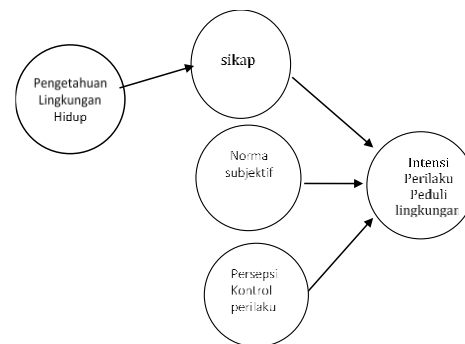 Pengetahuan
Lingkungan
Hidup
sikap
Norma
subjektif
Persepsi
Kontrol
perilaku
Intensi
Perilaku
Peduli
lingkungan